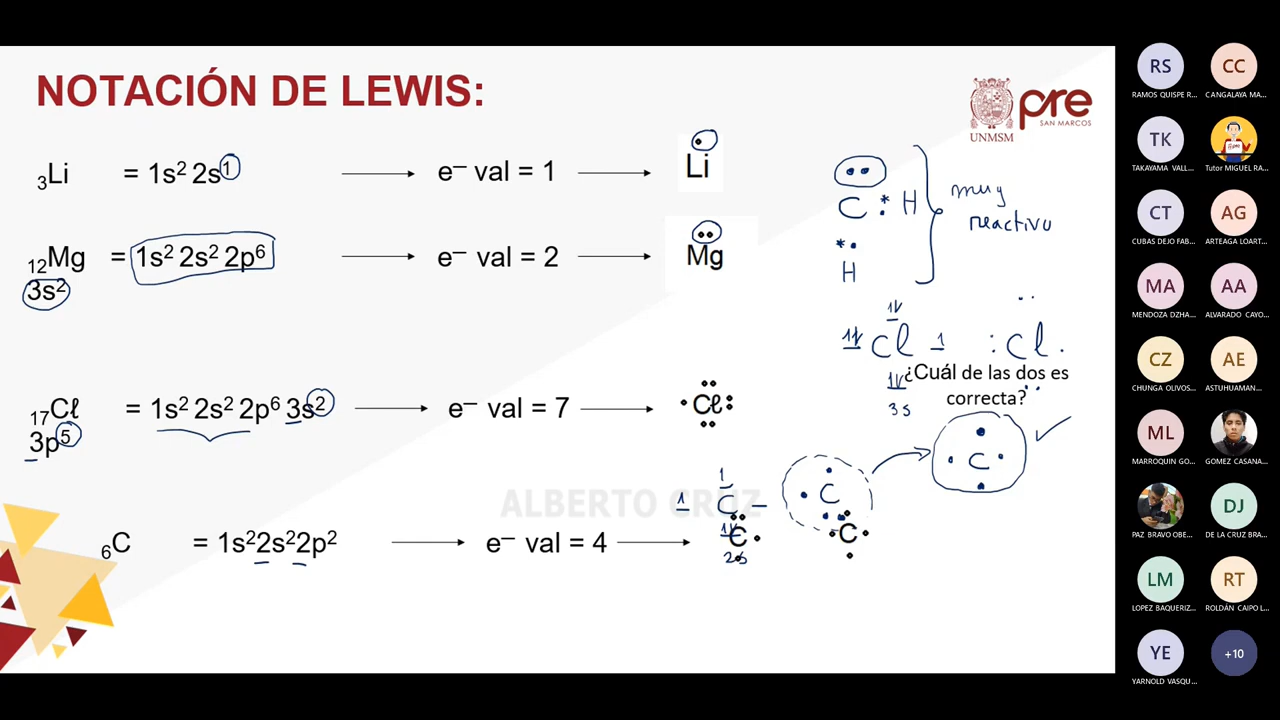 NOTACIÓN DE LEWIS:
pre
SAN MARCOS
UNMSM
₃Li = 1s² 2s¹ e⁻ val = 1 Li
₁₂Mg = 1s² 2s² 2p⁶ e⁻ val = 2 Mg
3s²
C H
H
muy
reactivo
Cl 1 :Cl.
3s
¿Cuál de las dos es
correcta?
₁₇Cℓ = 1s² 2s² 2p⁶ 3s² e⁻ val = 7 Cℓ
3p⁵
C
C
1
1 C
2s
ALBERTO CRUZ
₆C = 1s²2s²2p² e⁻ val = 4 C C
RS
RAMOS QUISPE R...
CC
CANGALAYA MA...
TK
TAKAYAMA VALL...
Tutor MIGUEL RA...
CT
CUBAS DEJO FAB...
AG
ARTEAGA LOART...
MA
MENDOZA DZHA...
AA
ALVARADO CAYO...
CZ
CHUNGA OLIVOS...
AE
ASTUHUAMAN...
ML
MARROQUIN GO...
GOMEZ CASANA...
PAZ BRAVO OBE...
DJ
DE LA CRUZ BRA...
LM
LOPEZ BAQUERIZ...
RT
ROLDÁN CAIPO L...
YE
YARNOLD VASQU...
+10